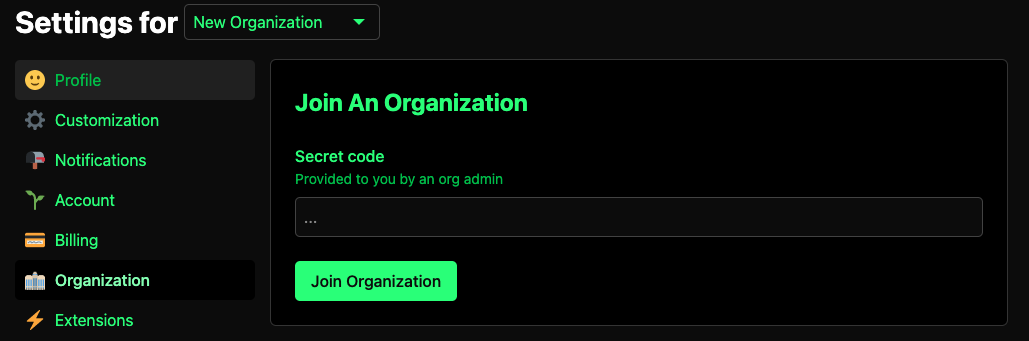 Settings for New Organization
Profile
Customization
Notifications
Account
Billing
Organization
Extensions
Join An Organization
Secret code
Provided to you by an org admin
...
Join Organization